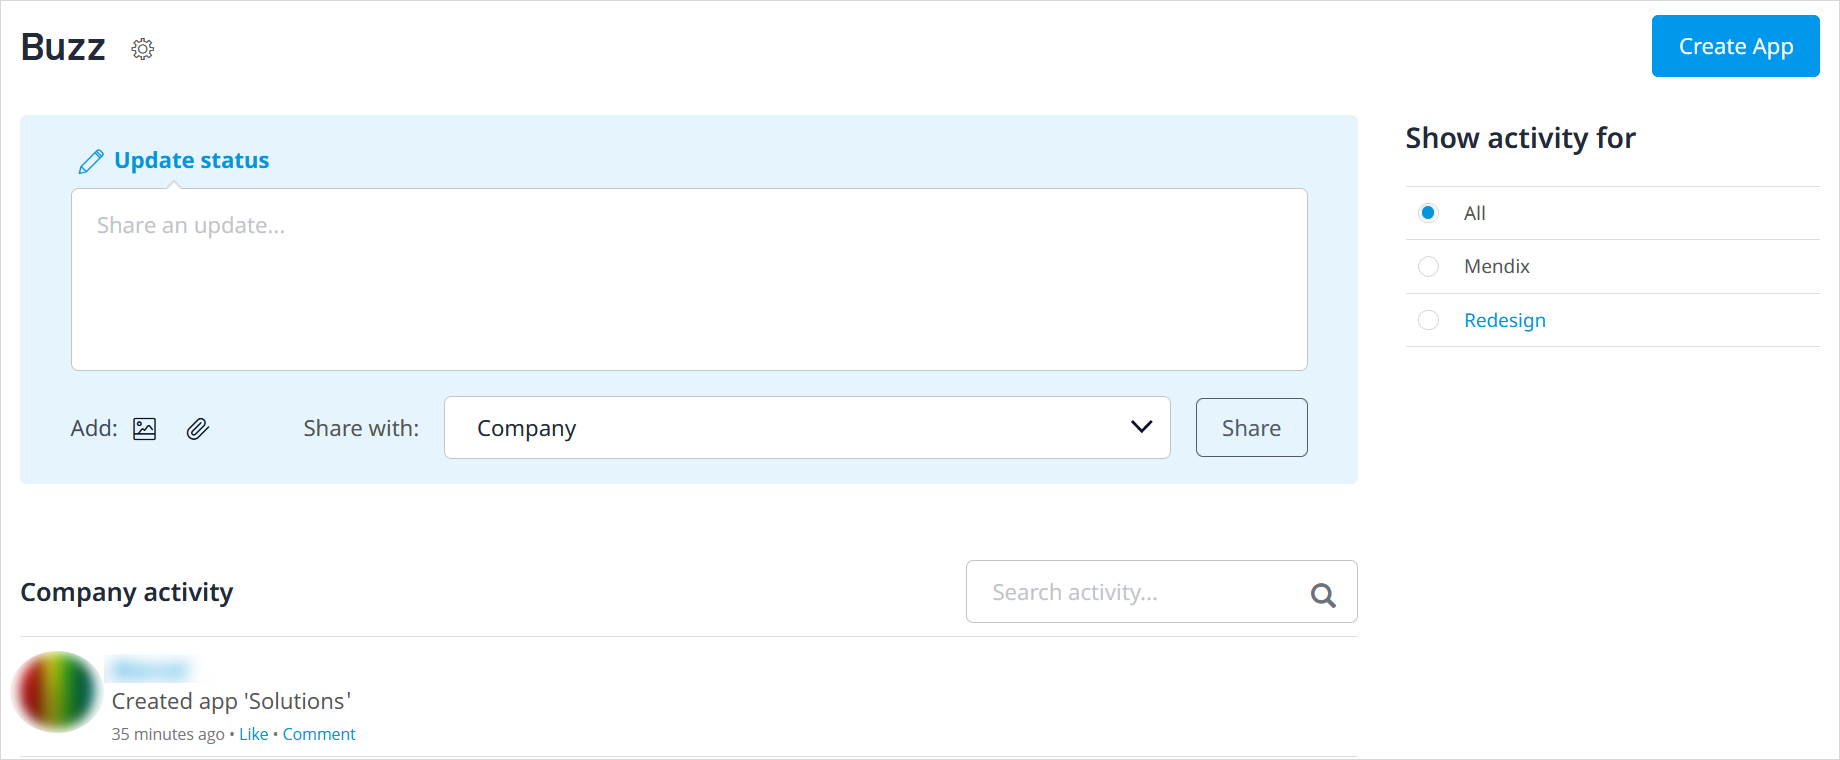 Buzz
Create App
Update status
Share an update...
Add:
Share with:
Company
Share
Show activity for
All
Mendix
Redesign
Company activity
Search activity...
Created app 'Solutions'
35 minutes ago • Like • Comment